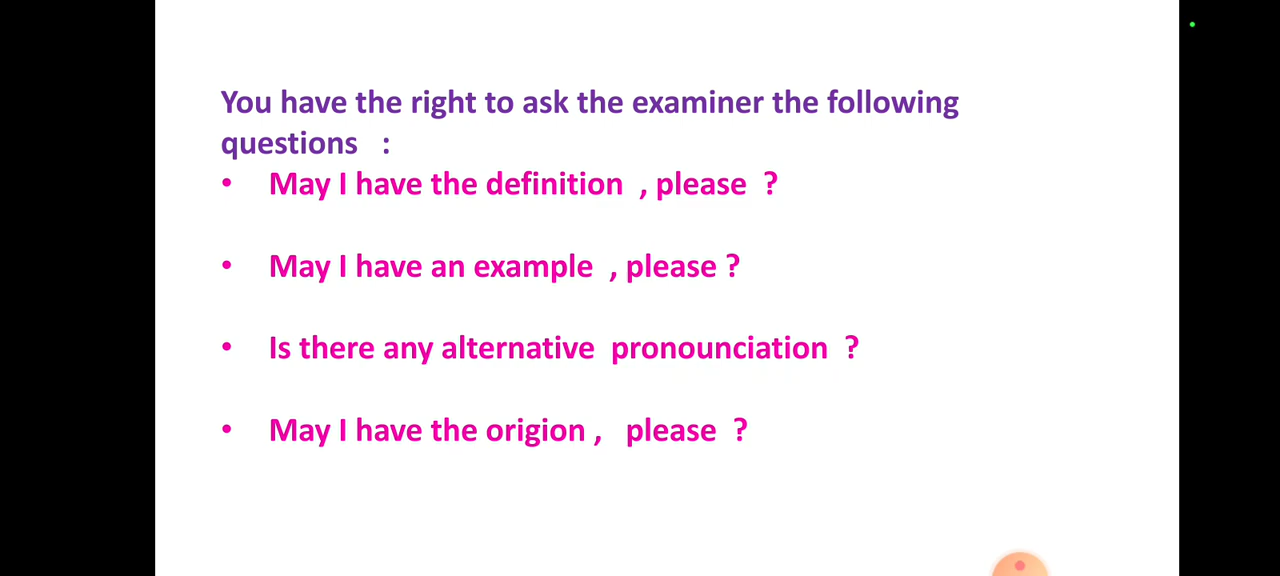 You have the right to ask the examiner the following
questions :
• May I have the definition , please ?
• May I have an example , please ?
• Is there any alternative pronounciation ?
• May I have the origion , please ?